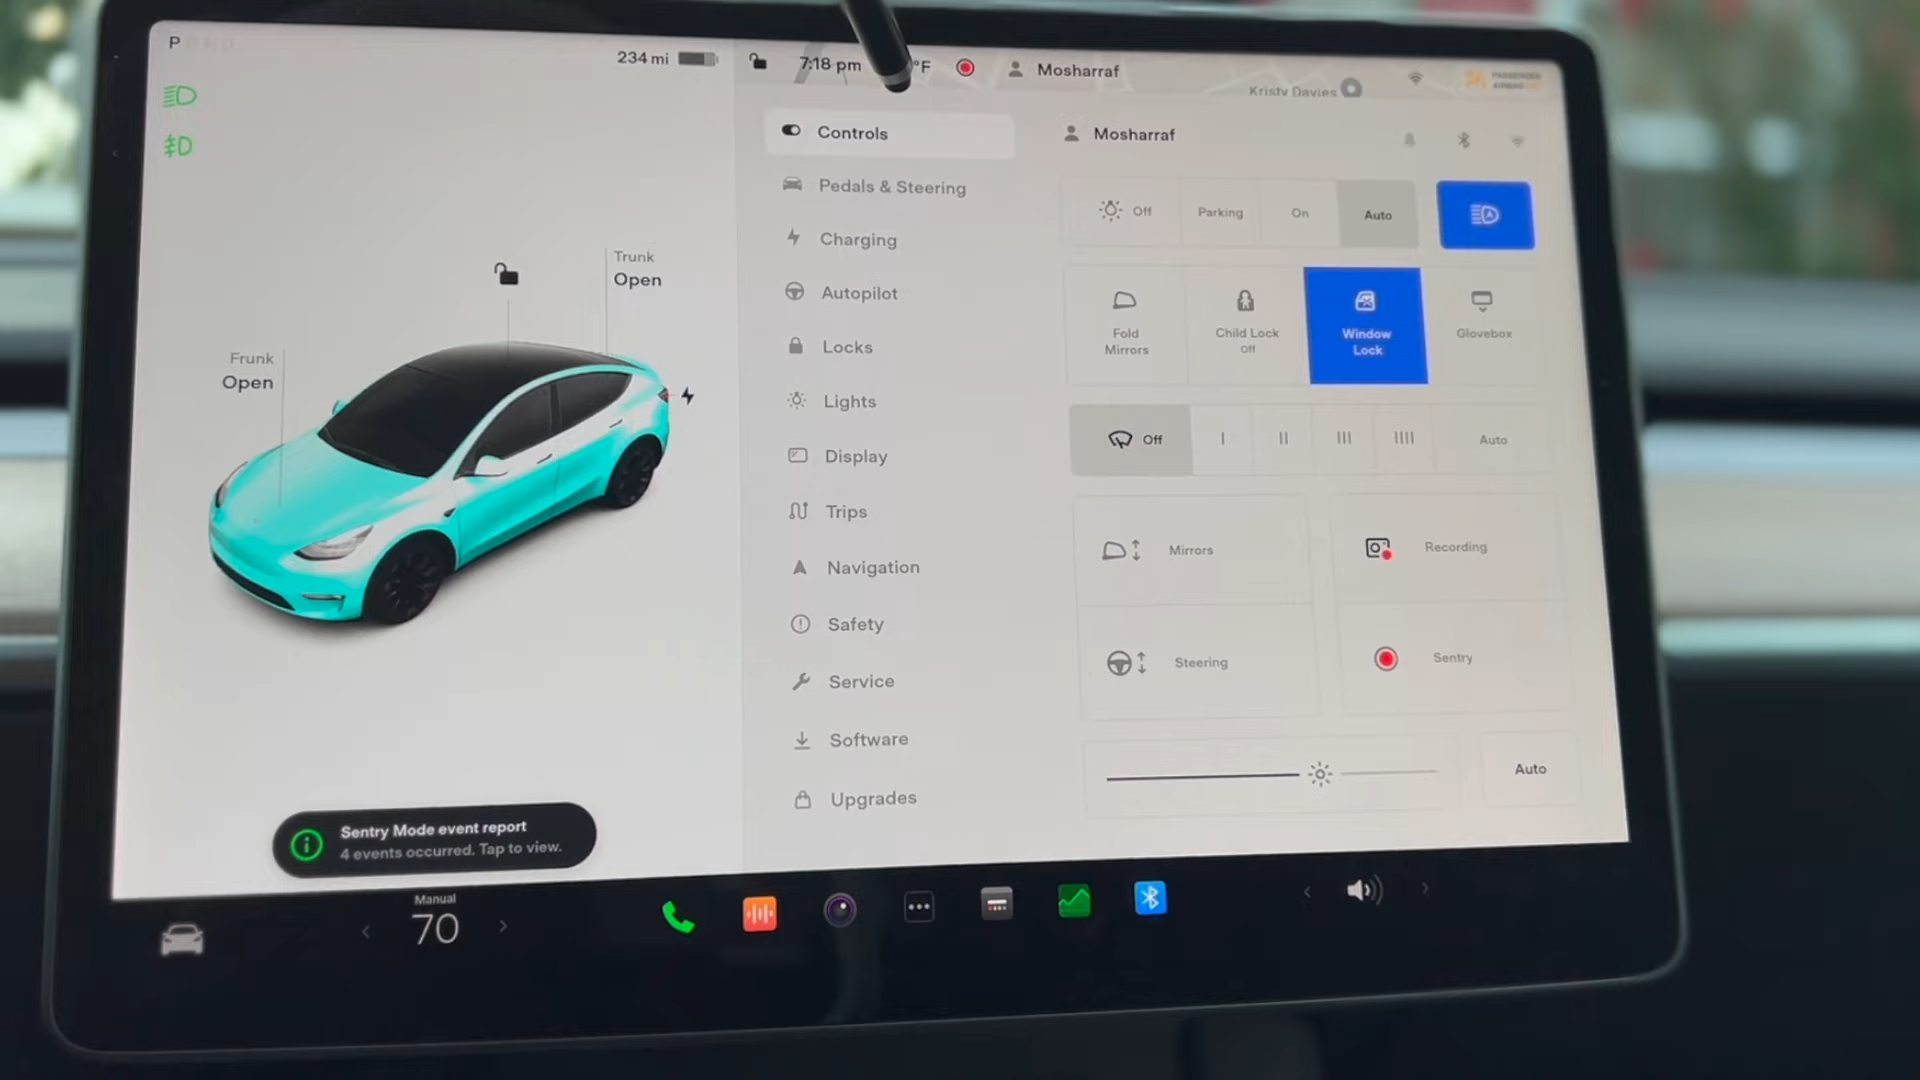 P R N D
234 mi
7:18 pm
°F
Mosharraf
Kristy Davies
PASSENGER
AIRBAG
Trunk
Open
Frunk
Open
Controls
Pedals & Steering
Charging
Autopilot
Locks
Lights
Display
Trips
Navigation
Safety
Service
Software
Upgrades
Mosharraf
Off
Parking
On
Auto
Fold
Mirrors
Child Lock
Off
Window
Lock
Glovebox
Off
I
II
III
IIII
Auto
Mirrors
Recording
Steering
Sentry
Auto
Sentry Mode event report
4 events occurred. Tap to view.
Manual
70